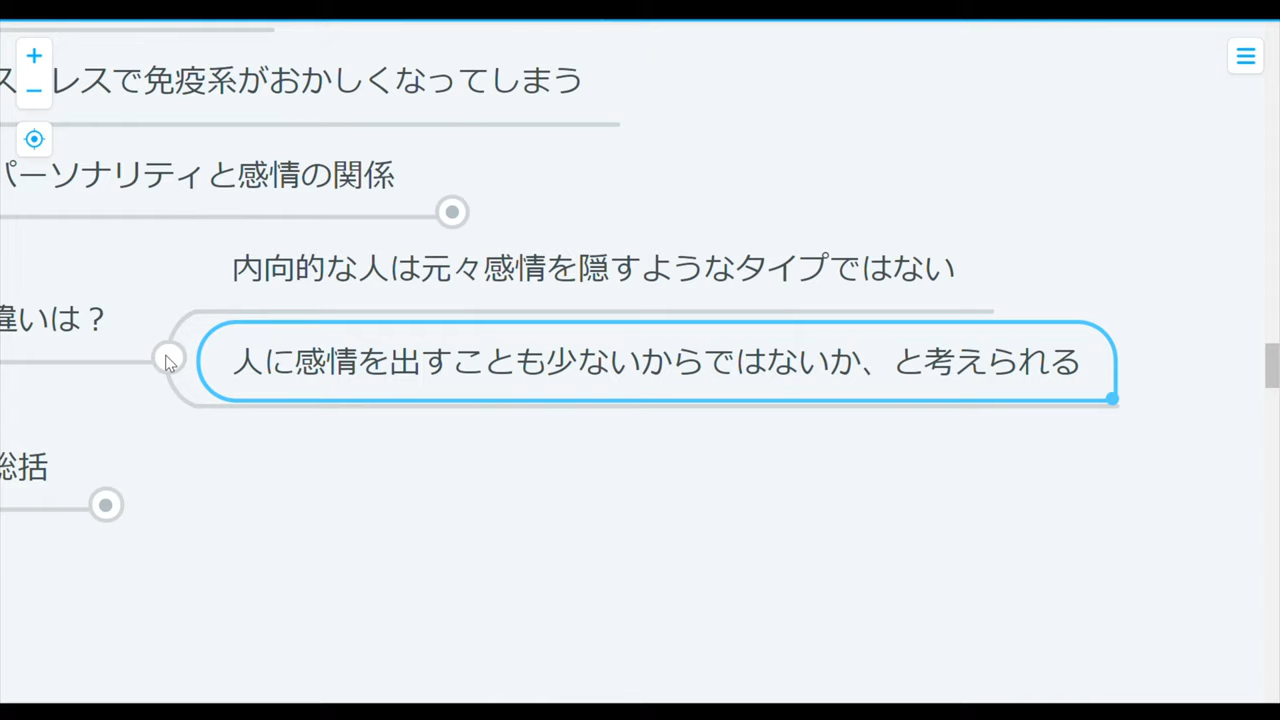 レスで免疫系がおかしくなってしまう
パーソナリティと感情の関係
内向的な人は元々感情を隠すようなタイプではない
違いは？
人に感情を出すことも少ないからではないか、と考えられる
総括